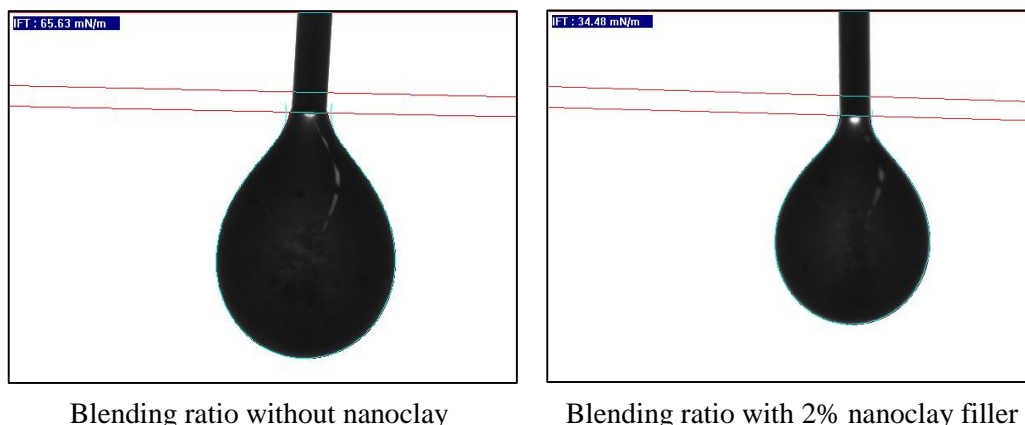 IFT : 65.63 mN/m
IFT : 34.48 mN/m
Blending ratio without nanoclay
Blending ratio with 2% nanoclay filler